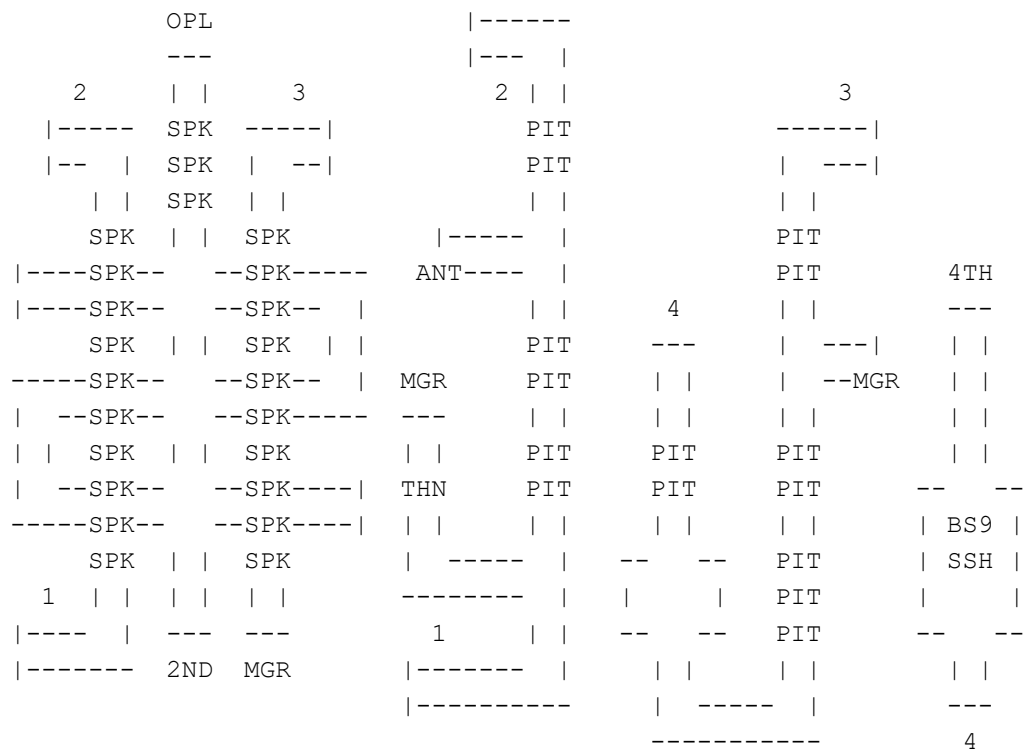 OPL
2 3 2 3
SPK PIT
SPK PIT
SPK
SPK SPK PIT
SPK SPK ANT PIT 4TH
SPK SPK 4
SPK SPK PIT
SPK SPK MGR PIT MGR
SPK SPK
SPK SPK PIT PIT PIT
SPK SPK THN PIT PIT PIT
SPK SPK BS9
SPK SPK PIT SSH
1 PIT
1 PIT
2ND MGR
4